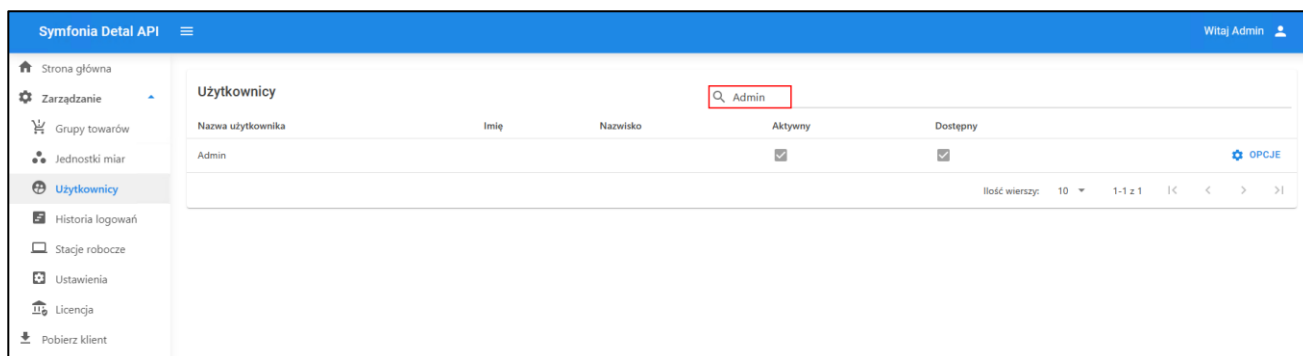 Symfonia Detal API
Witaj Admin
Strona główna
Zarządzanie
Grupy towarów
Jednostki miar
Użytkownicy
Historia logowań
Stacje robocze
Ustawienia
Licencja
Pobierz klient
Użytkownicy
Admin
Nazwa użytkownika Imię Nazwisko Aktywny Dostępny
Admin OPCJE
Ilość wierszy: 10 1-1 z 1